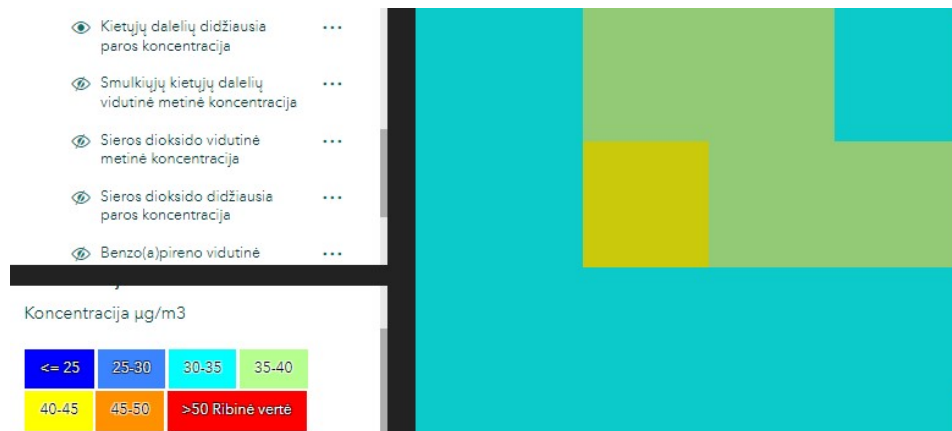 Kietųjų dalelių didžiausia
paros koncentracija
Smulkiųjų kietųjų dalelių
vidutinė metinė koncentracija
Sieros dioksido vidutinė
metinė koncentracija
Sieros dioksido didžiausia
paros koncentracija
Benzo(a)pireno vidutinė
Koncentracija µg/m3
<= 25 25-30 30-35 35-40
40-45 45-50 >50 Ribinė vertė